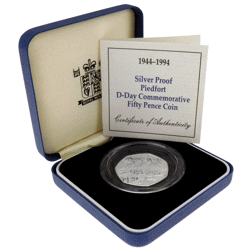 1944-1994
Silver Proof
Piedfort
D-Day Commemorative
Fifty Pence Coin
Certificate of Authenticity